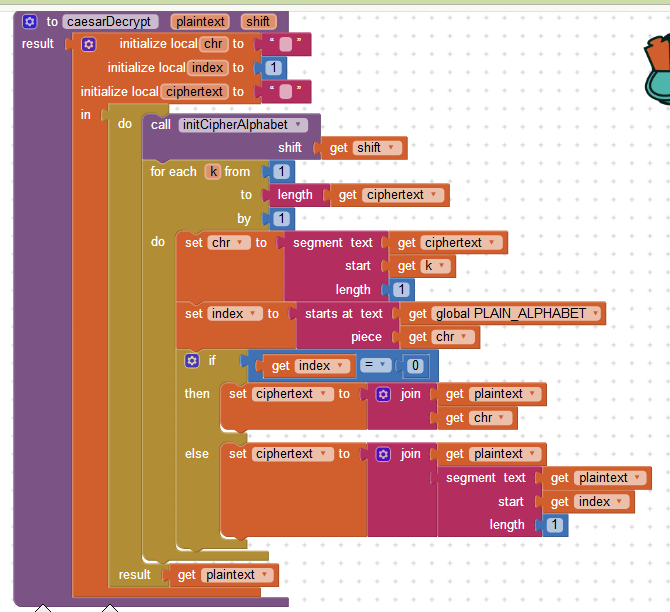 to caesarDecrypt plaintext shift
result initialize local chr to “ ”
initialize local index to 1
initialize local ciphertext to “ ”
in do call initCipherAlphabet
shift get shift
for each k from 1
to length get ciphertext
by 1
do set chr to segment text get ciphertext
start get k
length 1
set index to starts at text get global PLAIN_ALPHABET
piece get chr
if get index = 0
then set ciphertext to join get plaintext
get chr
else set ciphertext to join get plaintext
segment text get plaintext
start get index
length 1
result get plaintext